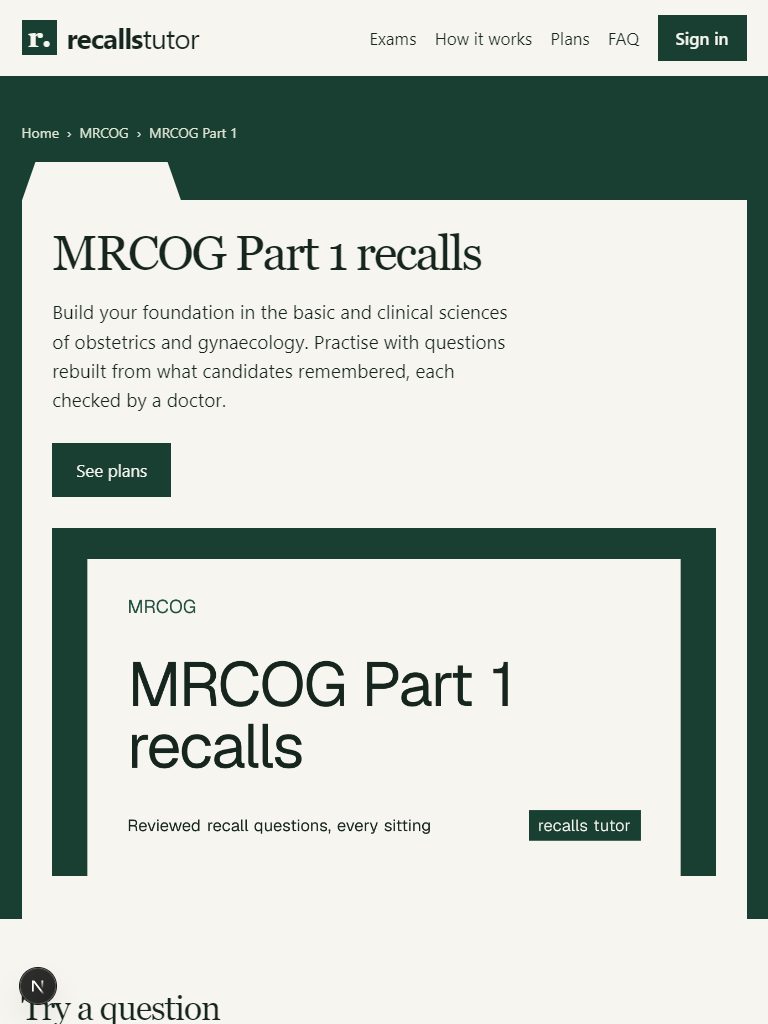 r. recallstutor
Exams How it works Plans FAQ Sign in
Home › MRCOG › MRCOG Part 1
MRCOG Part 1 recalls
Build your foundation in the basic and clinical sciences
of obstetrics and gynaecology. Practise with questions
rebuilt from what candidates remembered, each
checked by a doctor.
See plans
MRCOG
MRCOG Part 1
recalls
Reviewed recall questions, every sitting
recalls tutor
N
Try a question